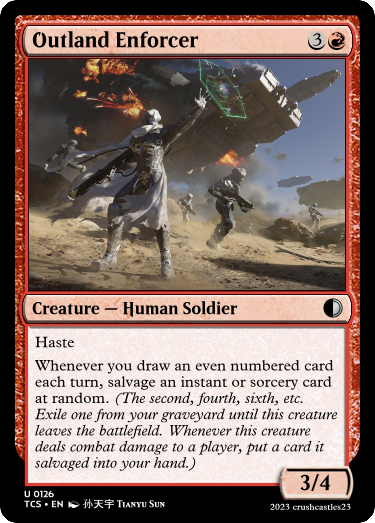 Outland Enforcer 3
Creature — Human Soldier
Haste
Whenever you draw an even numbered card
each turn, salvage an instant or sorcery card
at random. (The second, fourth, sixth, etc.
Exile one from your graveyard until this creature
leaves the battlefield. Whenever this creature
deals combat damage to a player, put a card it
salvaged into your hand.)
3/4
U 0126
TCS • EN 孙天宇 Tianyu Sun
2023 crushcastles23